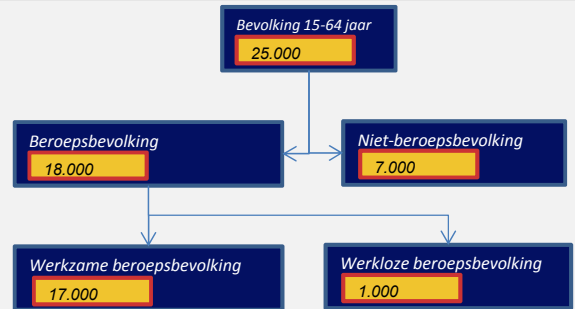 Bevolking 15-64 jaar
25.000
Beroepsbevolking
18.000
Niet-beroepsbevolking
7.000
Werkzame beroepsbevolking
17.000
Werkloze beroepsbevolking
1.000